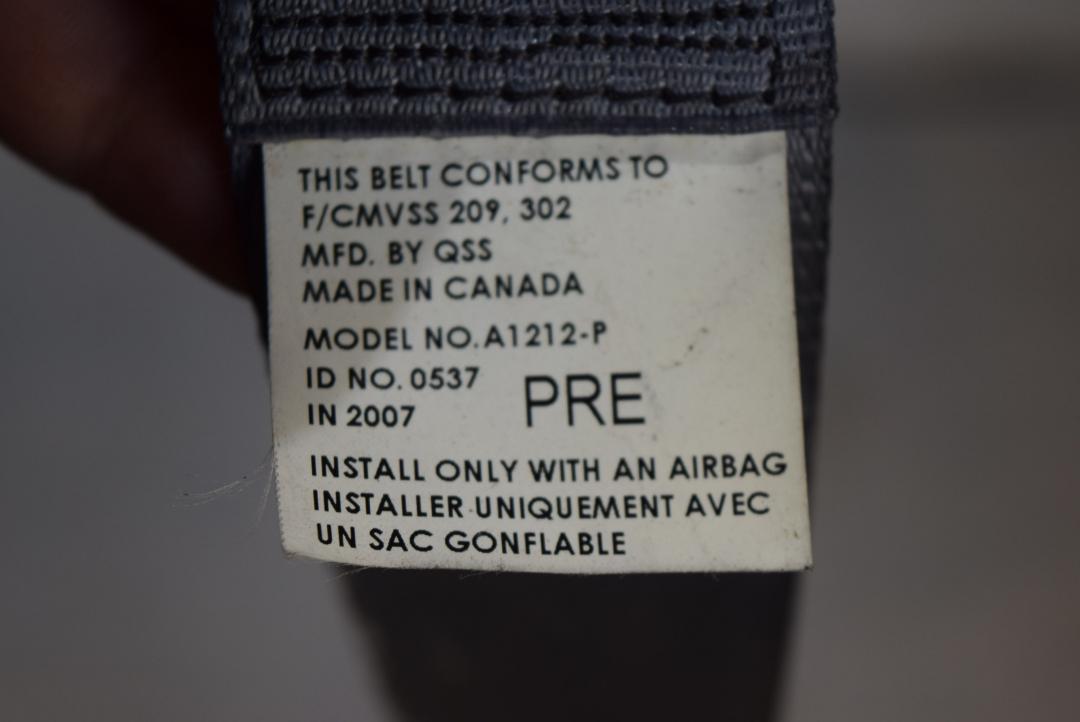 THIS BELT CONFORMS TO
F/CMVSS 209, 302
MFD. BY QSS
MADE IN CANADA
MODEL NO. A1212-P
ID NO. 0537 PRE
IN 2007
INSTALL ONLY WITH AN AIRBAG
INSTALLER UNIQUEMENT AVEC
UN SAC GONFLABLE